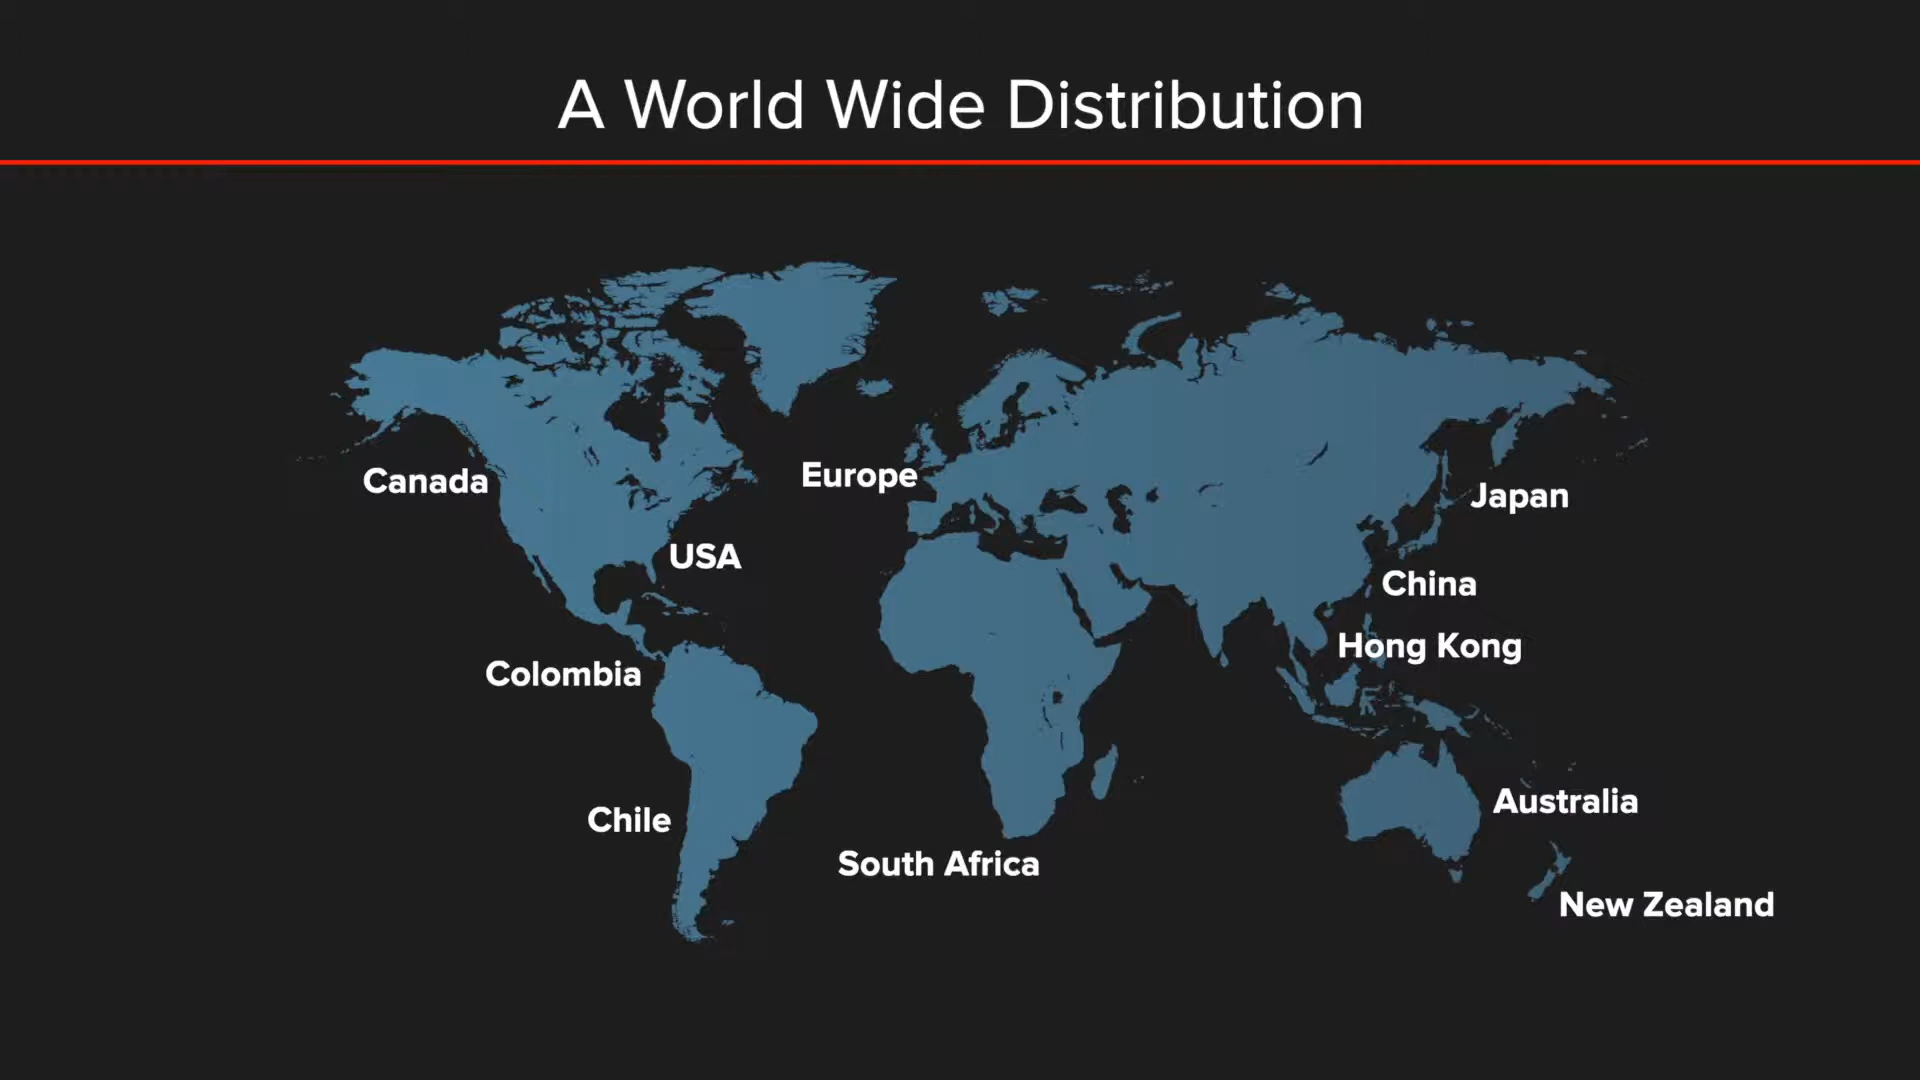 A World Wide Distribution
Canada
Europe
Japan
USA
China
Hong Kong
Colombia
Australia
Chile
South Africa
New Zealand